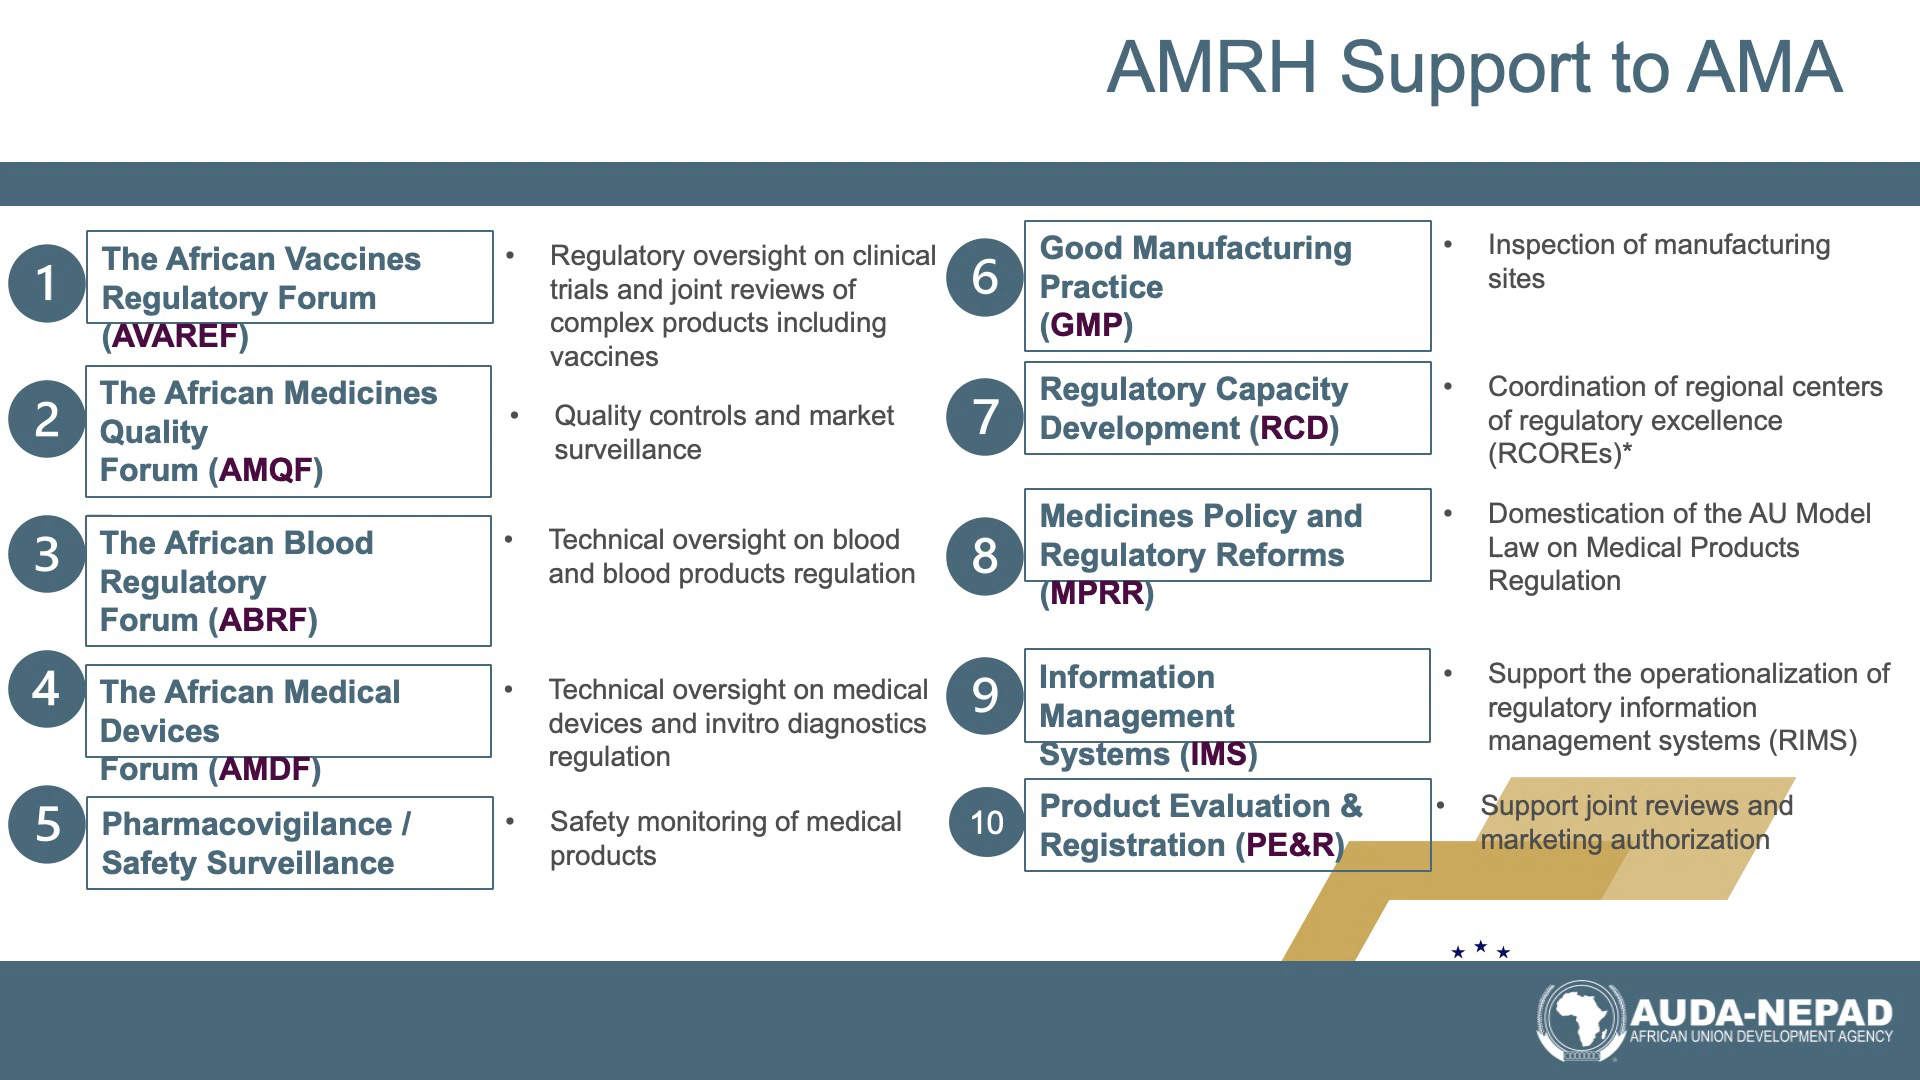 AMRH Support to AMA
1
The African Vaccines
Regulatory Forum
(AVAREF)
• Regulatory oversight on clinical
trials and joint reviews of
complex products including
vaccines
2
The African Medicines
Quality
Forum (AMQF)
• Quality controls and market
surveillance
3
The African Blood
Regulatory
Forum (ABRF)
• Technical oversight on blood
and blood products regulation
4
The African Medical
Devices
Forum (AMDF)
• Technical oversight on medical
devices and invitro diagnostics
regulation
5
Pharmacovigilance /
Safety Surveillance
• Safety monitoring of medical
products
6
Good Manufacturing
Practice
(GMP)
• Inspection of manufacturing
sites
7
Regulatory Capacity
Development (RCD)
• Coordination of regional centers
of regulatory excellence
(RCOREs)*
8
Medicines Policy and
Regulatory Reforms
(MPRR)
• Domestication of the AU Model
Law on Medical Products
Regulation
9
Information
Management
Systems (IMS)
• Support the operationalization of
regulatory information
management systems (RIMS)
10
Product Evaluation &
Registration (PE&R)
• Support joint reviews and
marketing authorization
AUDA-NEPAD
AFRICAN UNION DEVELOPMENT AGENCY